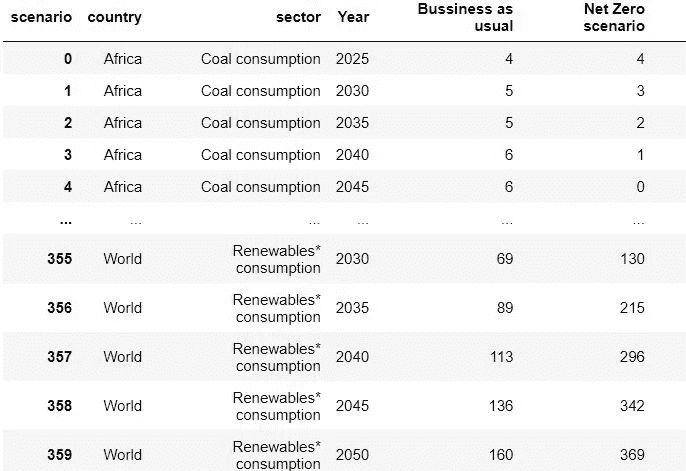 scenario country sector Year Bussiness as usual Net Zero scenario
0 Africa Coal consumption 2025 4 4
1 Africa Coal consumption 2030 5 3
2 Africa Coal consumption 2035 5 2
3 Africa Coal consumption 2040 6 1
4 Africa Coal consumption 2045 6 0
... ... ... ... ... ...
355 World Renewables* consumption 2030 69 130
356 World Renewables* consumption 2035 89 215
357 World Renewables* consumption 2040 113 296
358 World Renewables* consumption 2045 136 342
359 World Renewables* consumption 2050 160 369